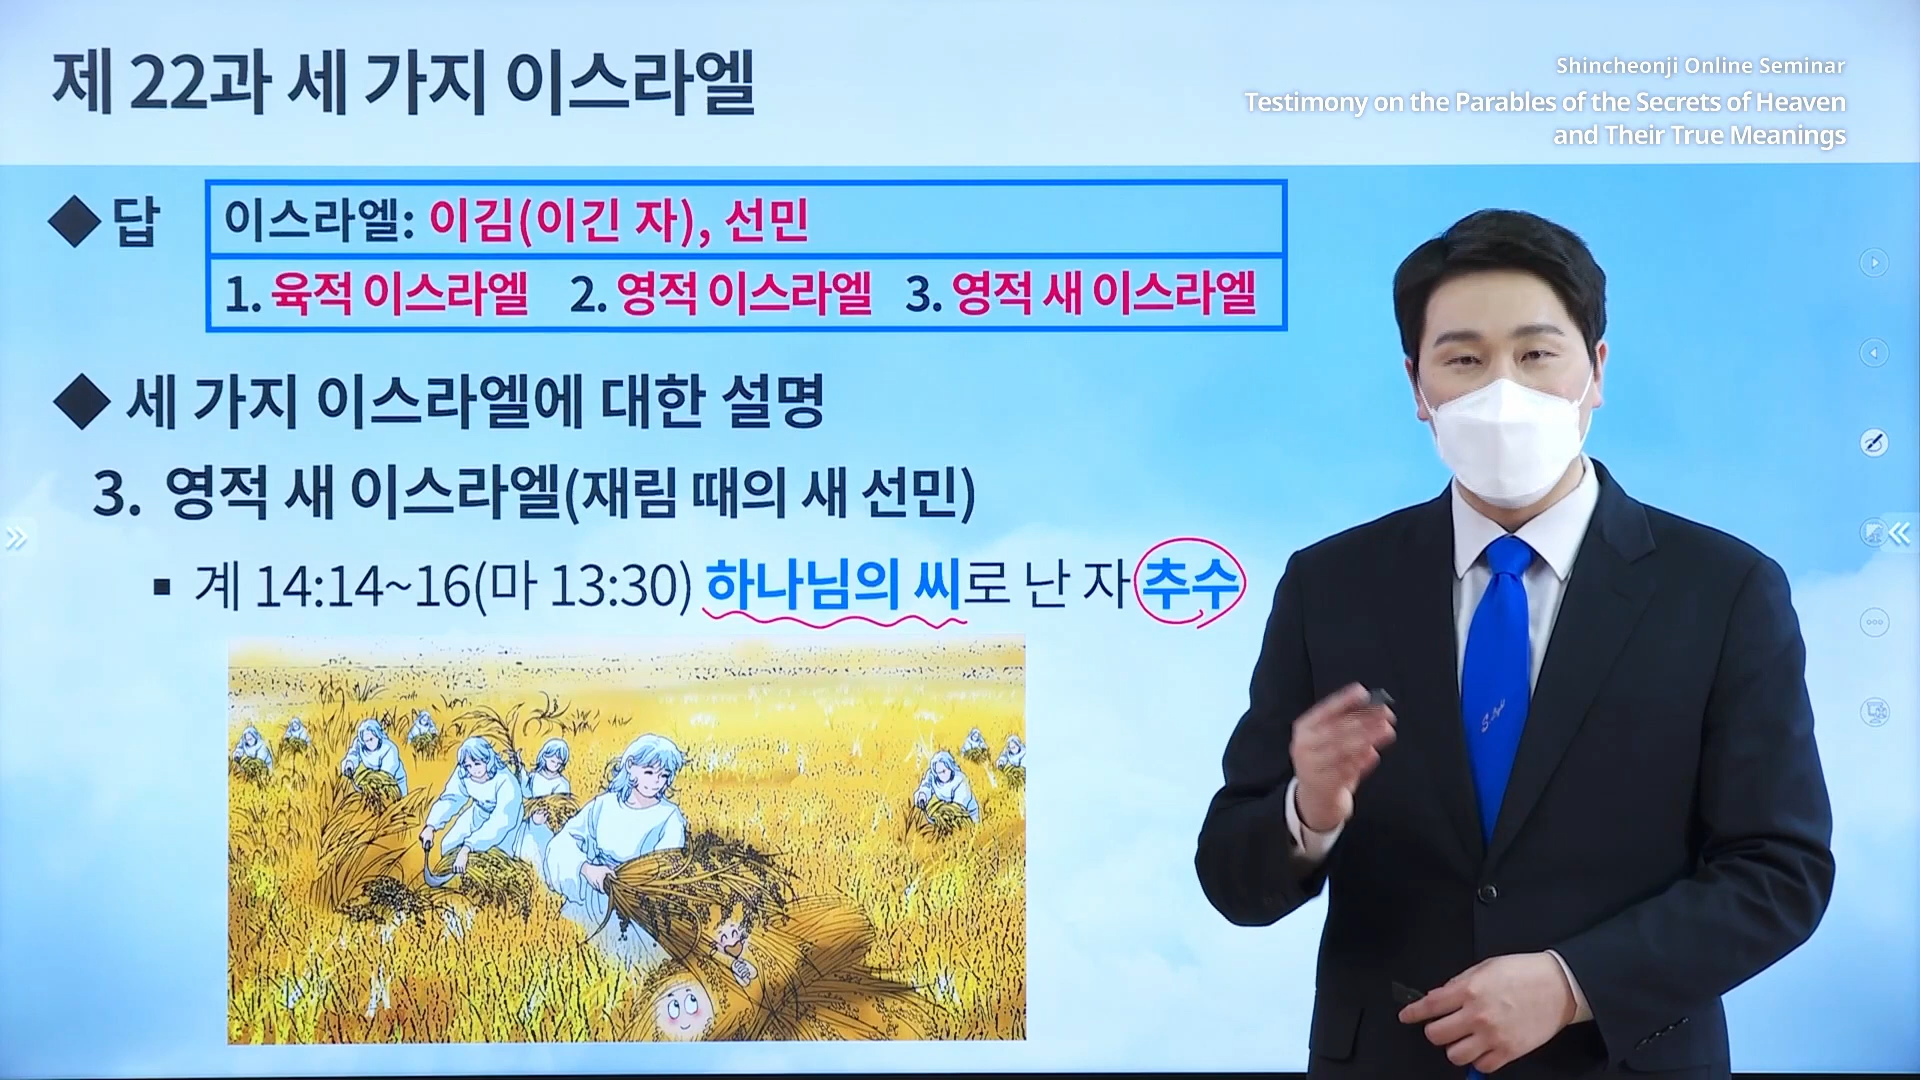 제 22과 세 가지 이스라엘
Shincheonji Online Seminar
Testimony on the Parables of the Secrets of Heaven
and Their True Meanings
◆ 답
이스라엘: 이김(이긴 자), 선민
1. 육적 이스라엘 2. 영적 이스라엘 3. 영적 새 이스라엘
◆ 세 가지 이스라엘에 대한 설명
3. 영적 새 이스라엘(재림 때의 새 선민)
▪ 계 14:14~16(마 13:30) 하나님의 씨로 난 자 추수